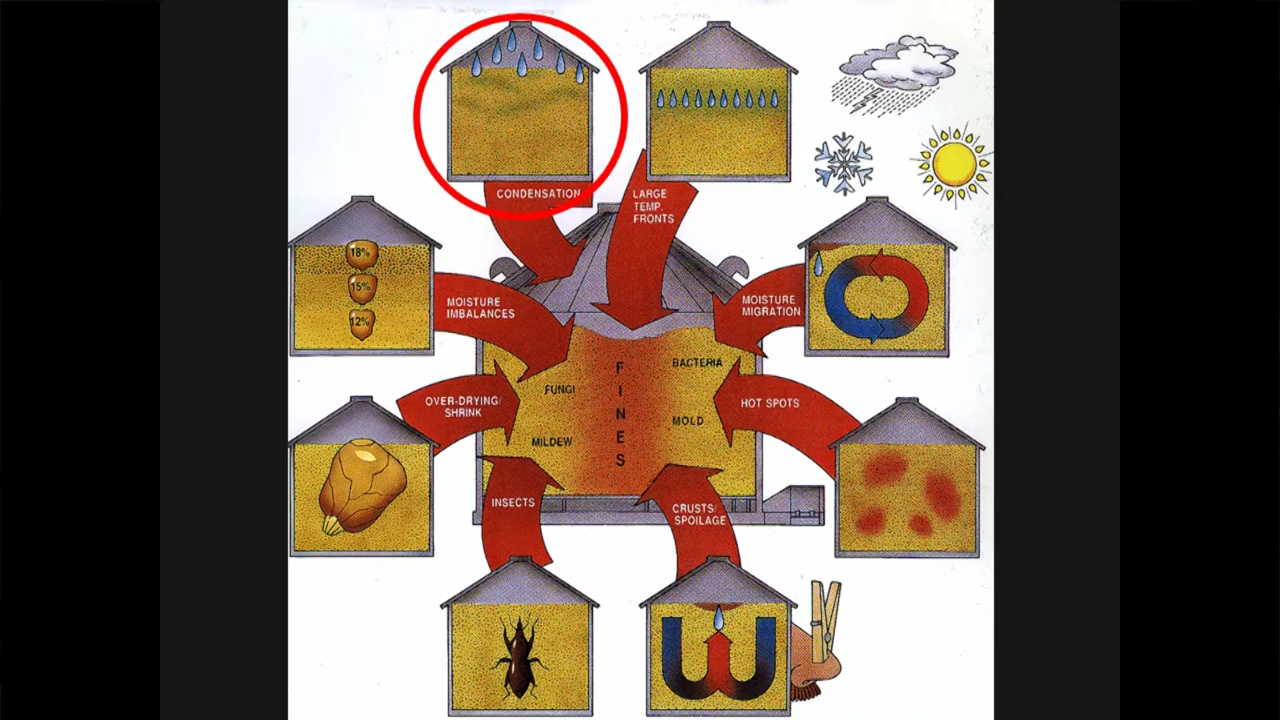 CONDENSATION
LARGE
TEMP.
FRONTS
18%
15%
12%
MOISTURE
IMBALANCES
MOISTURE
MIGRATION
OVER-DRYING/
SHRINK
HOT SPOTS
FUNGI
MILDEW
F
I
N
E
S
BACTERIA
MOLD
INSECTS
CRUSTS/
SPOILAGE